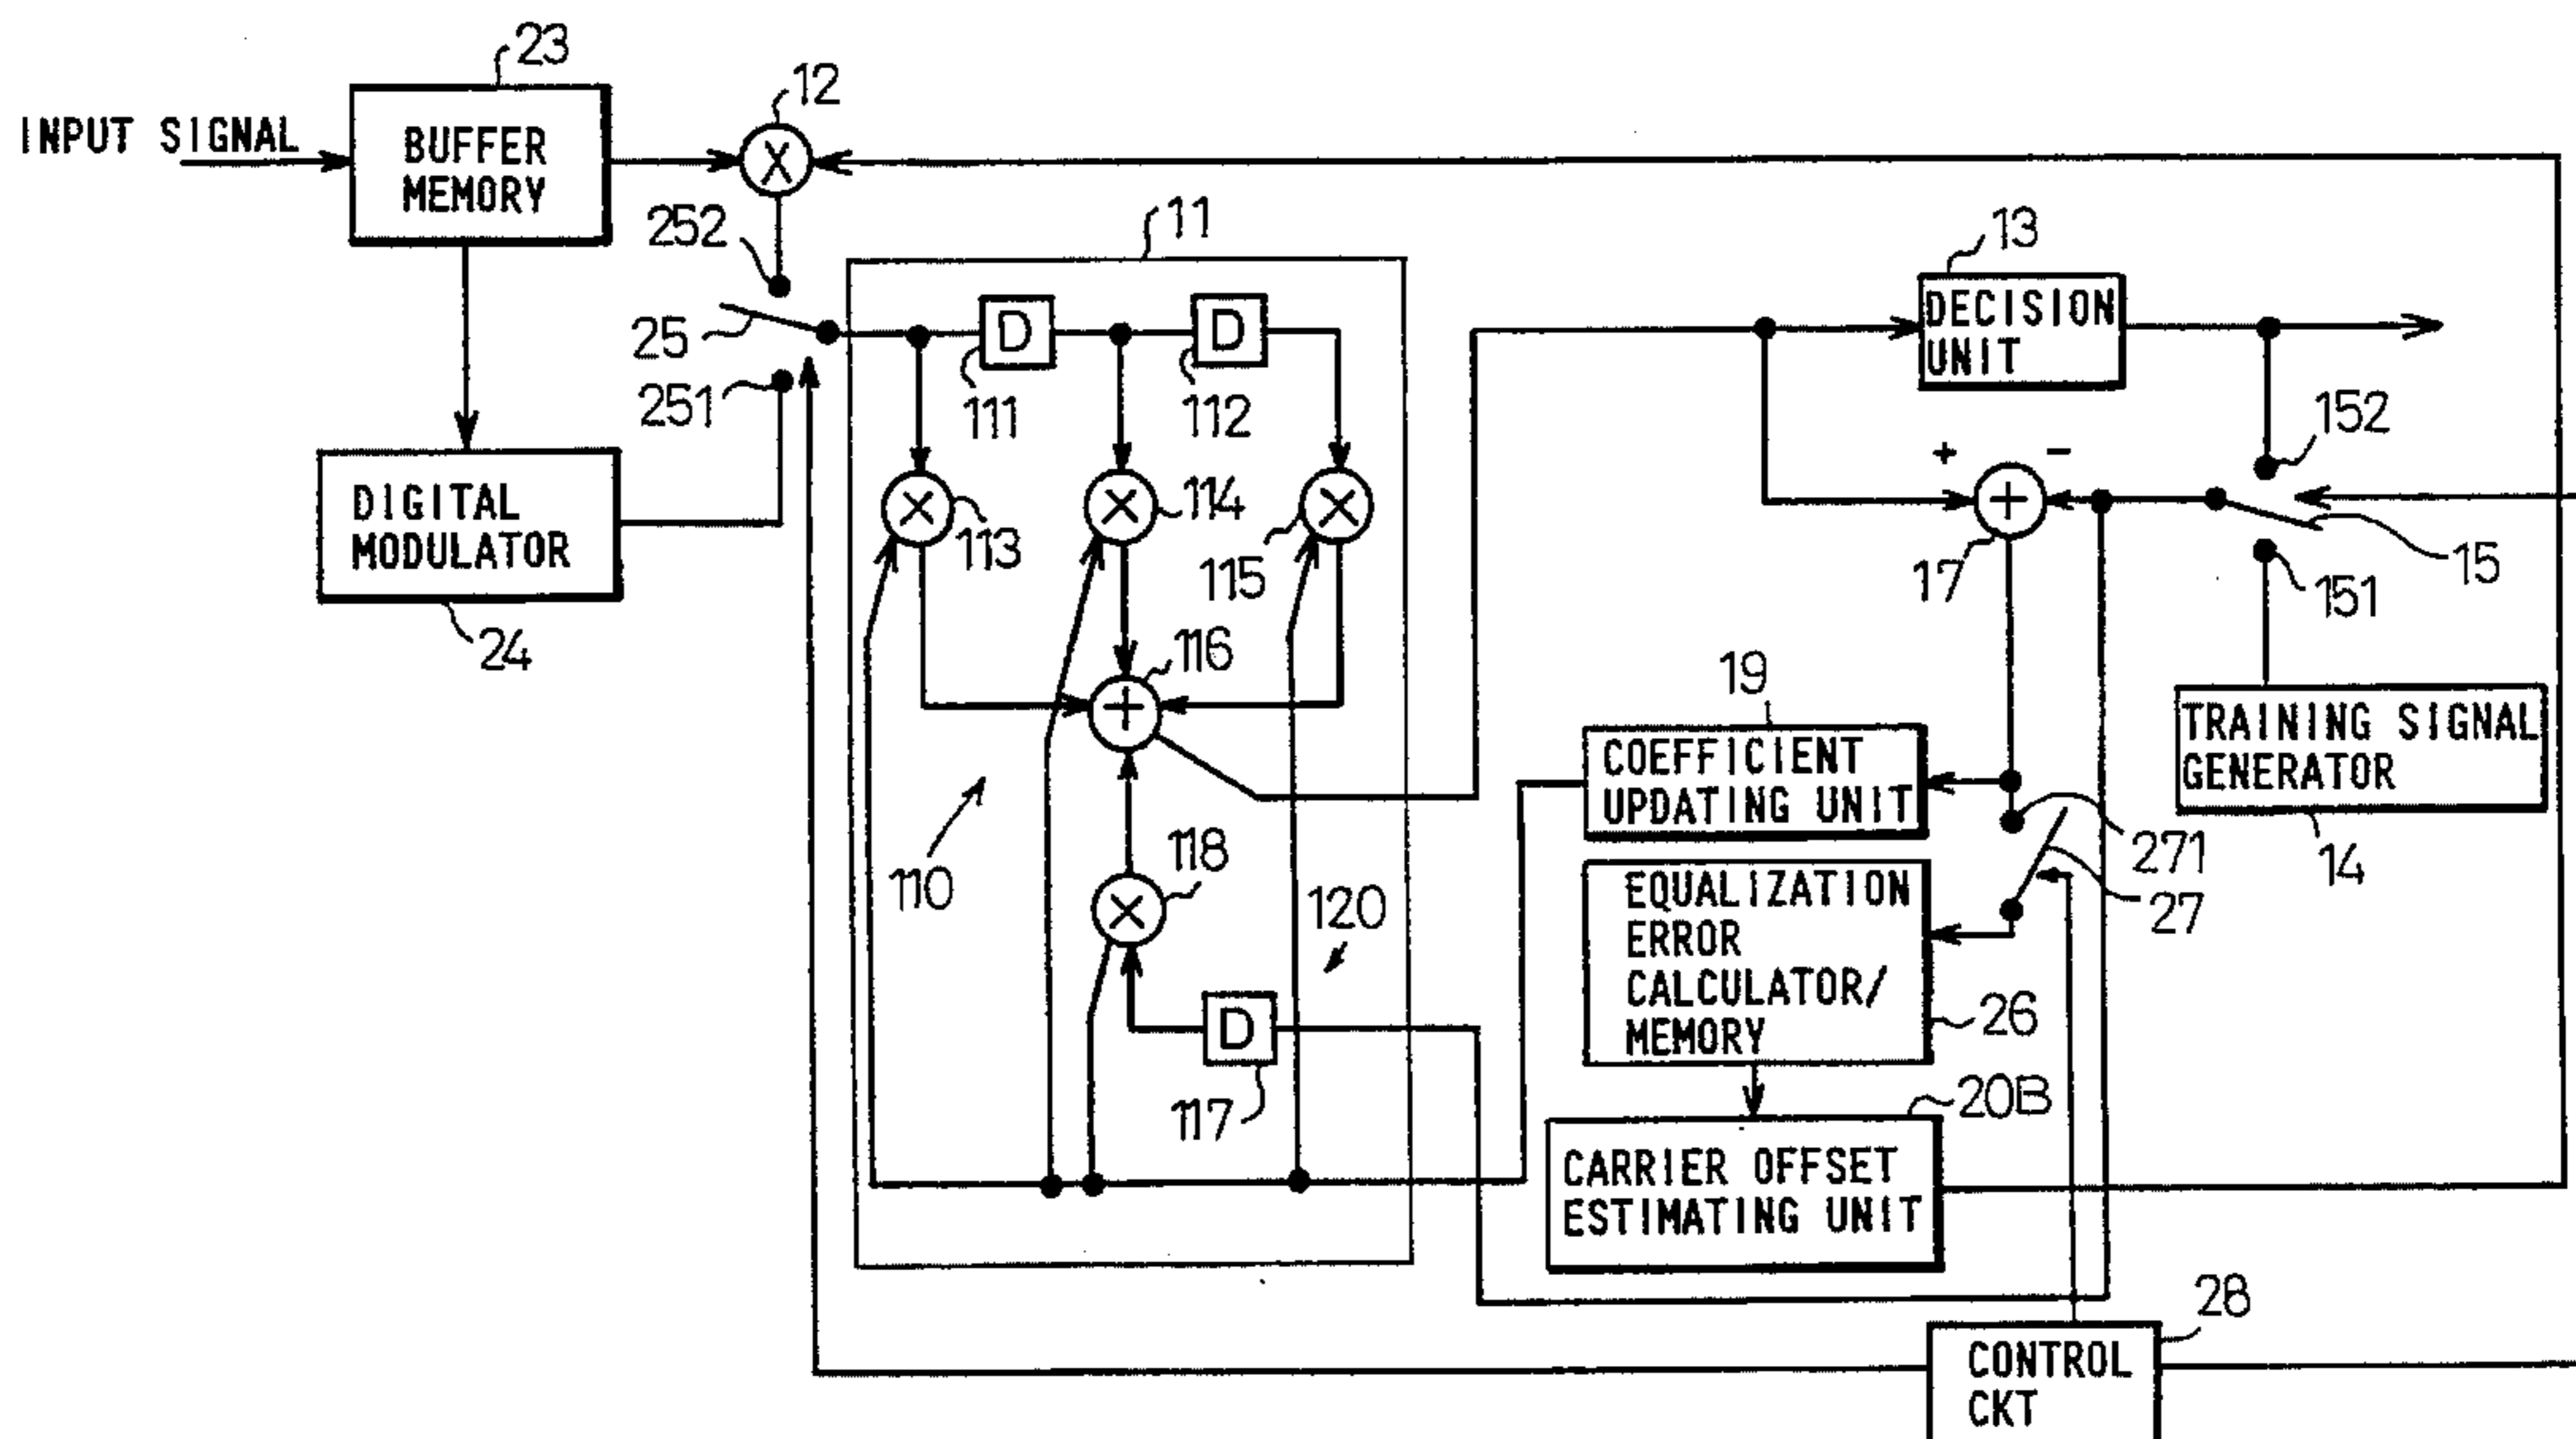 23
12
INPUT SIGNAL
BUFFER
MEMORY
X
252
11
13
25
D
D
DECISION
UNIT
251
111
112
152
+
-
DIGITAL
MODULATOR
X
113
X
114
X
115
+
17
15
151
24
116
+
19
TRAINING SIGNAL
GENERATOR
COEFFICIENT
UPDATING UNIT
14
110
118
X
120
271
27
EQUALIZATION
ERROR
CALCULATOR/
MEMORY
26
D
117
20B
CARRIER OFFSET
ESTIMATING UNIT
28
CONTROL
CKT